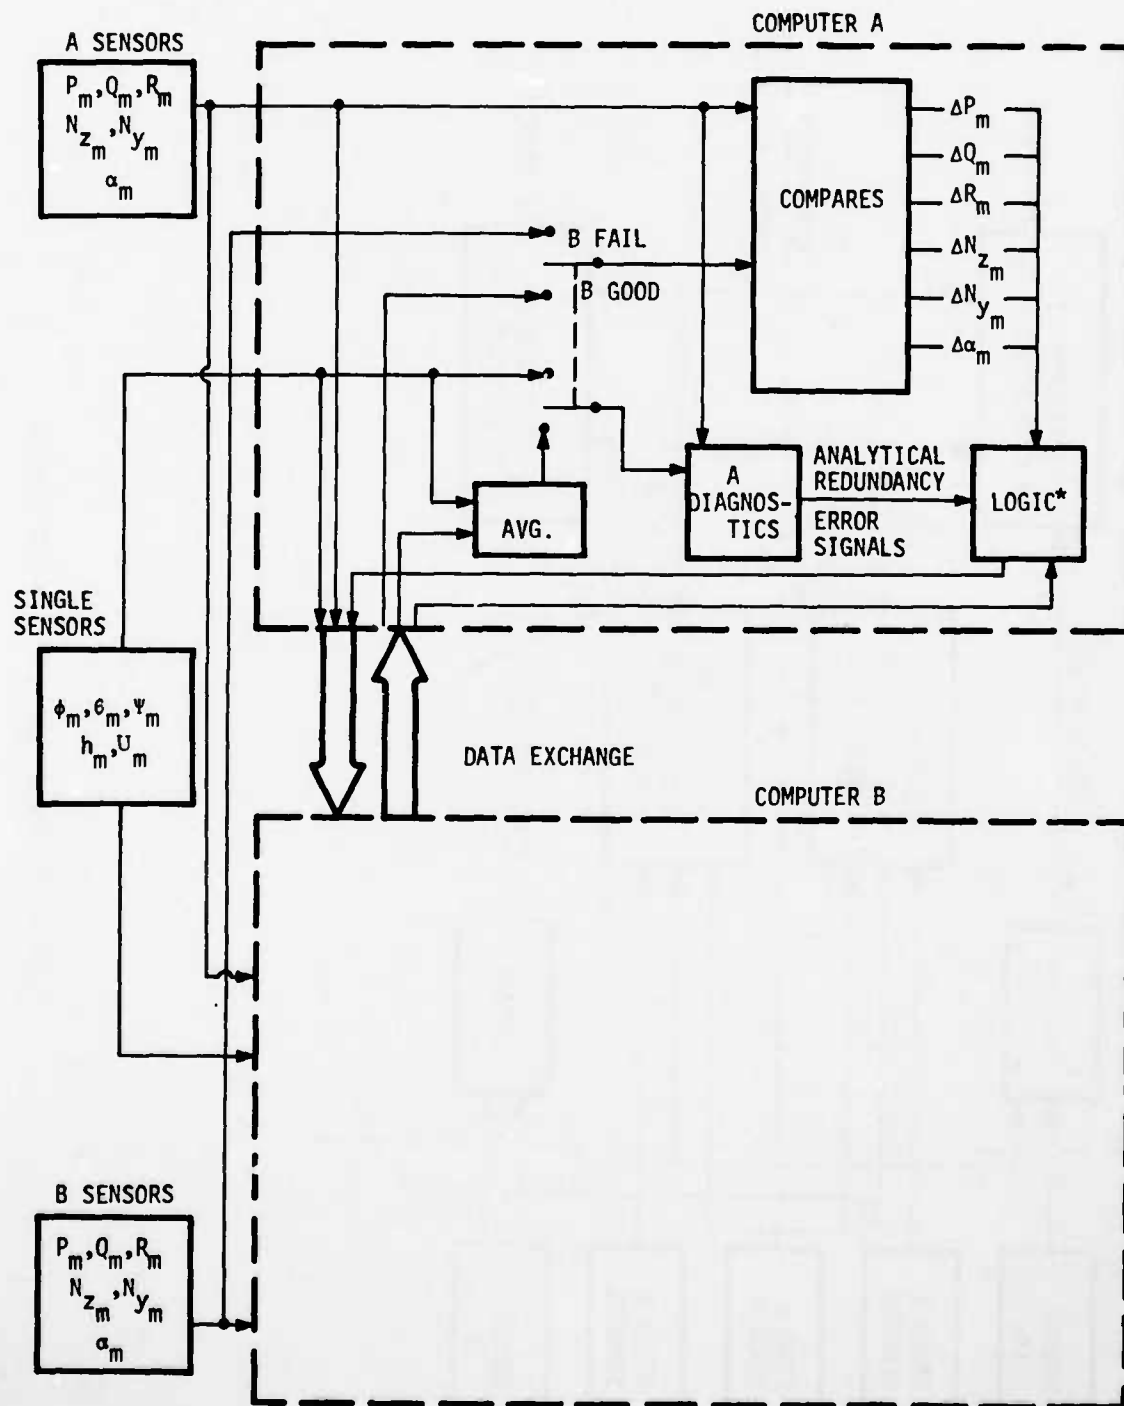 COMPUTER A
A SENSORS
Pm,Qm,Rm
Nzm,Nym
αm
COMPARES
ΔPm
ΔQm
ΔRm
ΔNzm
ΔNym
Δαm
B FAIL
B GOOD
AVG.
A
DIAGNOS-
TICS
ANALYTICAL
REDUNDANCY
ERROR
SIGNALS
LOGIC*
SINGLE
SENSORS
ϕm,θm,Ψm
hm,Um
DATA EXCHANGE
COMPUTER B
B SENSORS
Pm,Qm,Rm
Nzm,Nym
αm